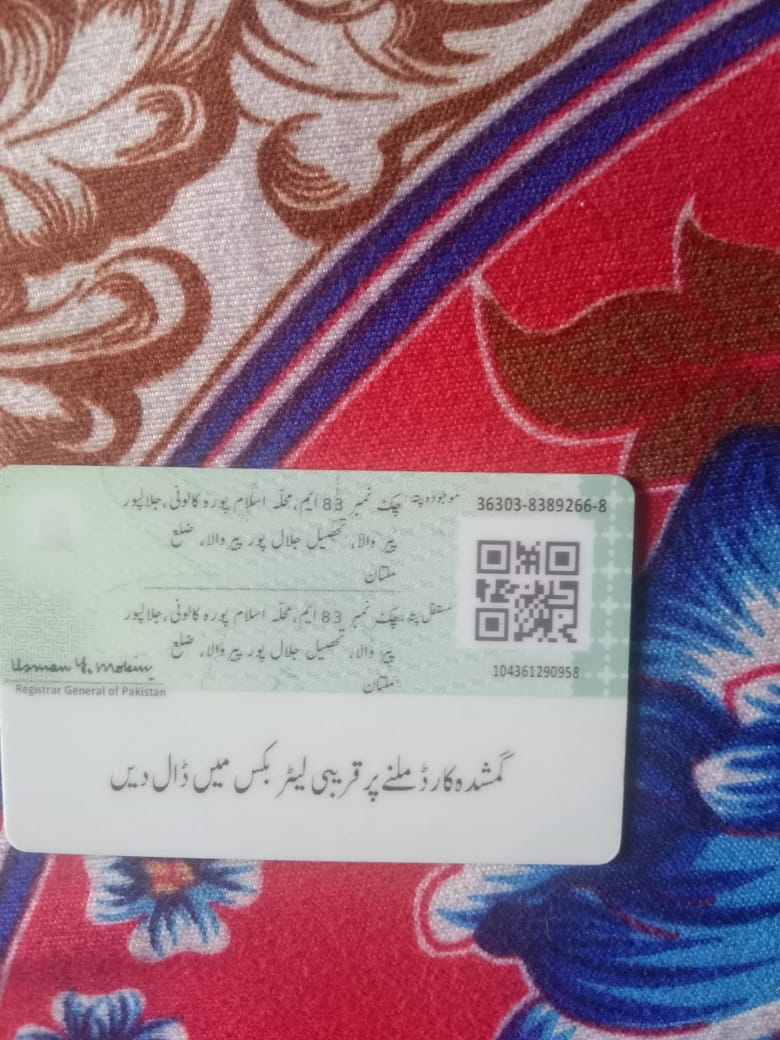 36303-8389266-8
موجودہ پتہ: چک نمبر 83 ایم، محلہ اسلام پورہ کالونی، جلالپور
پیر والا، تحصیل جلال پور پیر والا، ضلع
ملتان
مستقل پتہ: چک نمبر 83 ایم، محلہ اسلام پورہ کالونی، جلالپور
پیر والا، تحصیل جلال پور پیر والا، ضلع
ملتان
104361290958
Usman Y. Mobin
Registrar General of Pakistan
گمشدہ کارڈ ملنے پر قریبی لیٹر بکس میں ڈال دیں